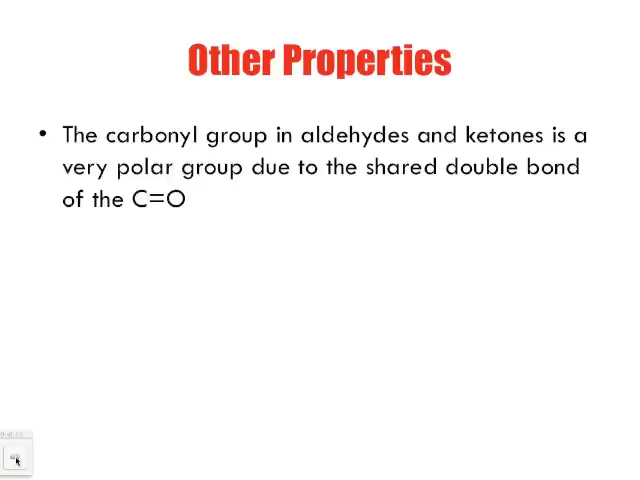 Other Properties
• The carbonyl group in aldehydes and ketones is a
very polar group due to the shared double bond
of the C=O